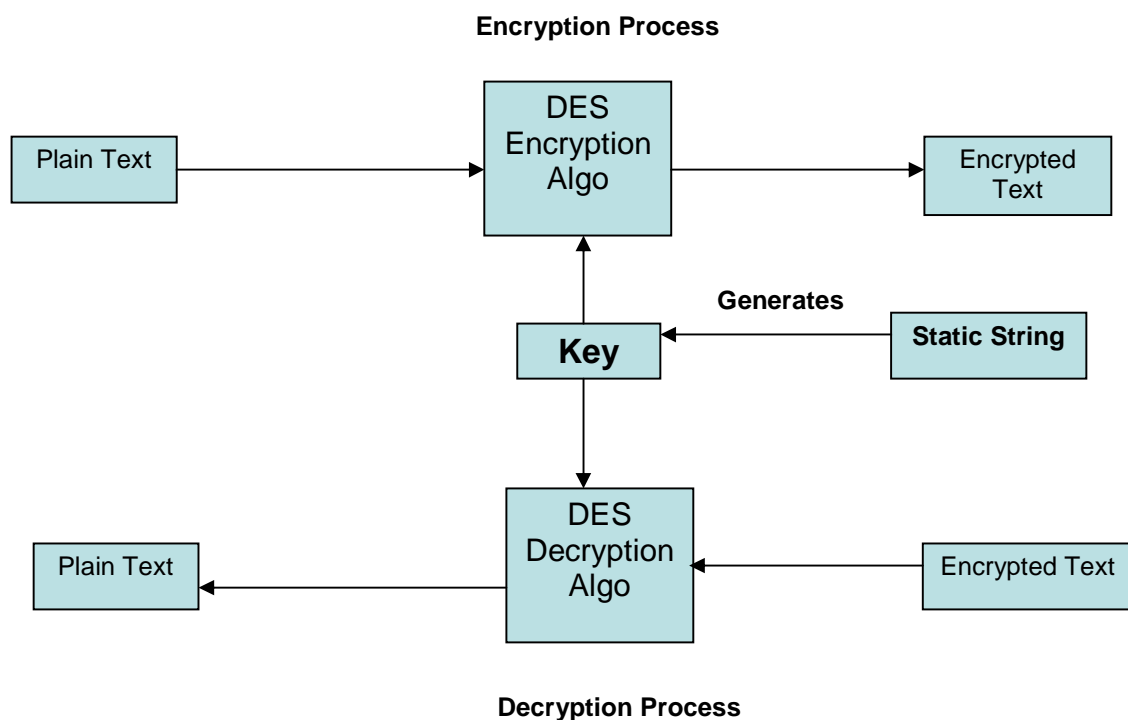 Encryption Process
Plain Text
DES
Encryption
Algo
Encrypted
Text
Generates
Key
Static String
Plain Text
DES
Decryption
Algo
Encrypted Text
Decryption Process